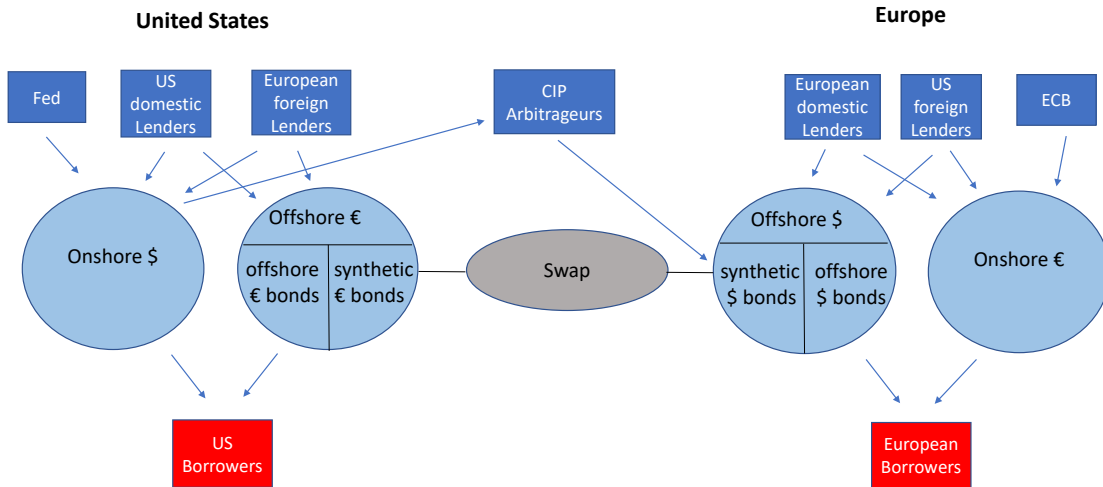 United States
Europe
Fed
US
domestic
Lenders
European
foreign
Lenders
CIP
Arbitrageurs
European
domestic
Lenders
US
foreign
Lenders
ECB
Onshore $
Offshore €
offshore
€ bonds
synthetic
€ bonds
Swap
Offshore $
synthetic
$ bonds
offshore
$ bonds
Onshore €
US
Borrowers
European
Borrowers